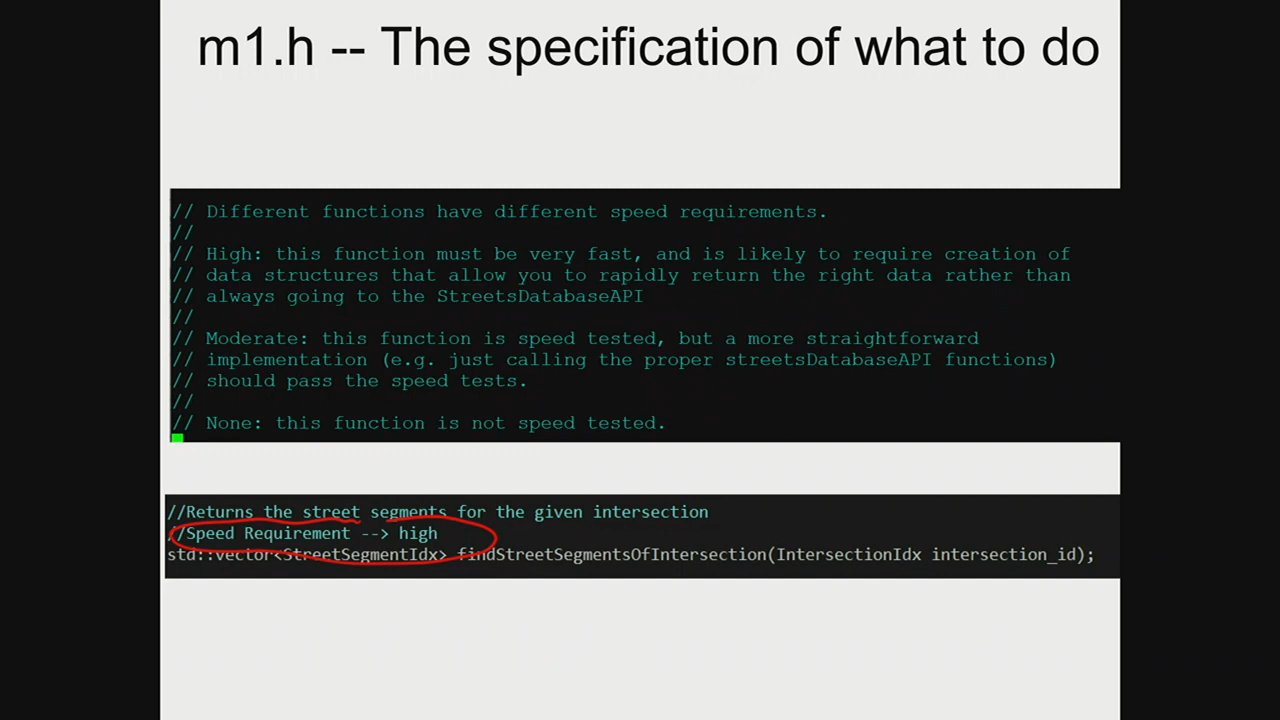 m1.h -- The specification of what to do
// Different functions have different speed requirements.
//
// High: this function must be very fast, and is likely to require creation of
// data structures that allow you to rapidly return the right data rather than
// always going to the StreetsDatabaseAPI
//
// Moderate: this function is speed tested, but a more straightforward
// implementation (e.g. just calling the proper streetsDatabaseAPI functions)
// should pass the speed tests.
//
// None: this function is not speed tested.
//Returns the street segments for the given intersection
//Speed Requirement --> high
std::vector<StreetSegmentIdx> findStreetSegmentsOfIntersection(IntersectionIdx intersection_id);